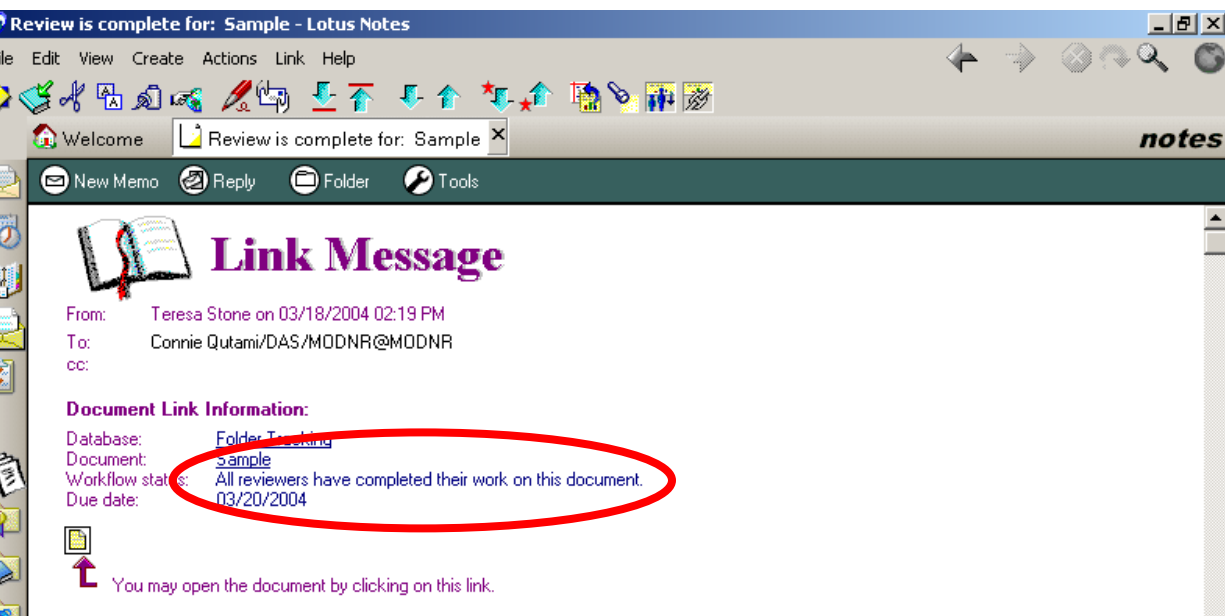 Review is complete for: Sample - Lotus Notes
Edit View Create Actions Link Help
Welcome Review is complete for: Sample
notes
New Memo Reply Folder Tools
Link Message
From: Teresa Stone on 03/18/2004 02:19 PM
To: Connie Qutami/DAS/MODNR@MODNR
cc:
Document Link Information:
Database: Folder Tracking
Document: Sample
Workflow status: All reviewers have completed their work on this document.
Due date: 03/20/2004
You may open the document by clicking on this link.